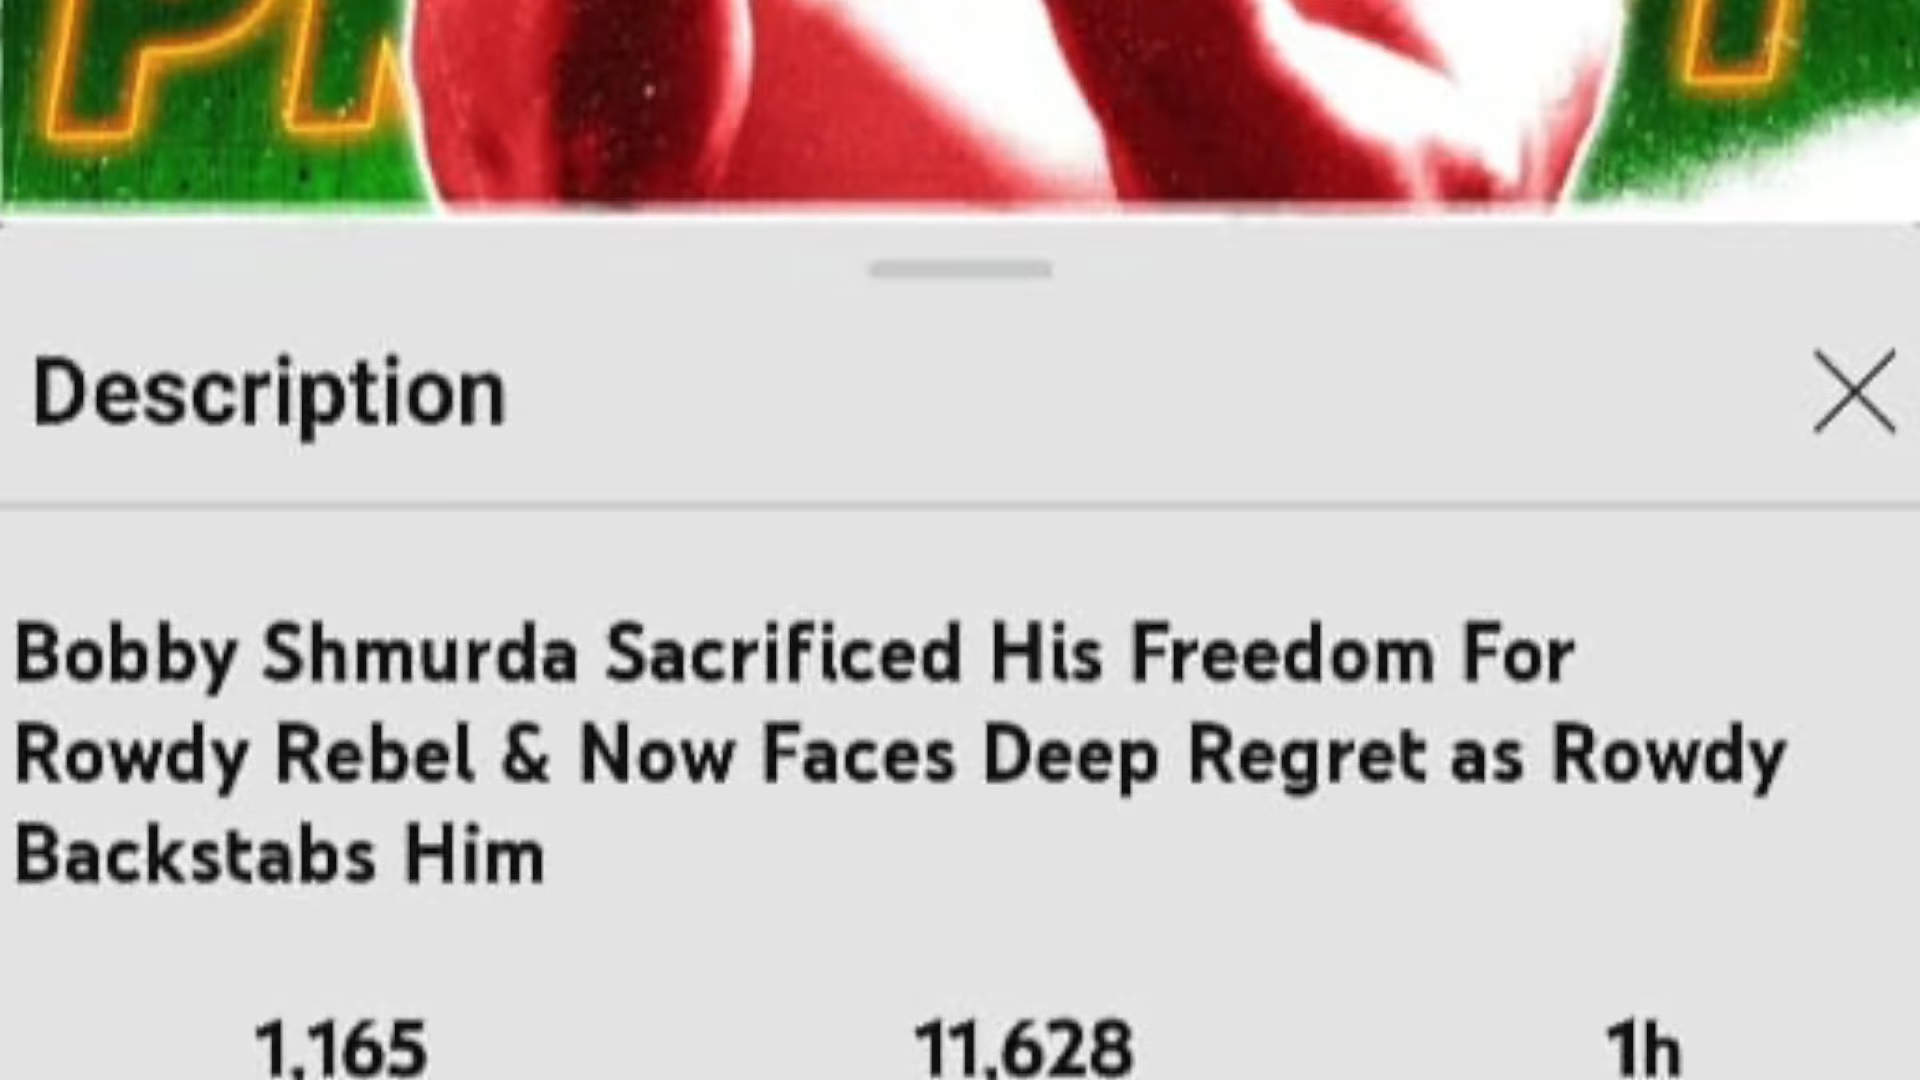 Description
Bobby Shmurda Sacrificed His Freedom For
Rowdy Rebel & Now Faces Deep Regret as Rowdy
Backstabs Him
1,165 11,628 1h